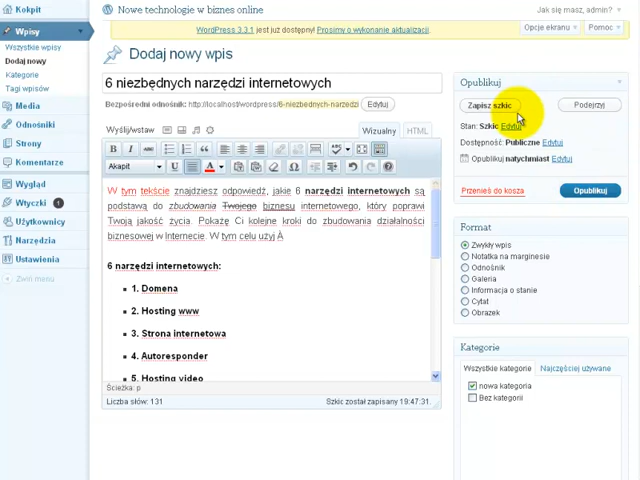 Kokpit
Nowe technologie w biznes online
Jak się masz, admin?
Wpisy
WordPress 3.3.1 jest już dostępny! Prosimy o wykonanie aktualizacji.
Opcje ekranu
Pomoc
Wszystkie wpisy
Dodaj nowy
Kategorie
Tagi wpisów
Media
Odnośniki
Strony
Komentarze
Wygląd
Wtyczki 1
Użytkownicy
Narzędzia
Ustawienia
Zwiń menu
Dodaj nowy wpis
6 niezbędnych narzędzi internetowych
Bezpośredni odnośnik: http://localhost/wordpress/6-niezbednych-narzedzi
Edytuj
Wyślij/wstaw
Wizualny
HTML
Akapit
W tym tekście znajdziesz odpowiedź, jakie 6 narzędzi internetowych są
podstawą do zbudowania Twojego biznesu internetowego, który poprawi
Twoją jakość życia. Pokażę Ci kolejne kroki do zbudowania działalności
biznesowej w Internecie. W tym celu użyj À
6 narzędzi internetowych:
1. Domena
2. Hosting www
3. Strona internetowa
4. Autoresponder
5. Hosting video
Ścieżka: p
Liczba słów: 131
Szkic został zapisany 19:47:31.
Opublikuj
Zapisz szkic
Podejrzyj
Stan: Szkic Edytuj
Dostępność: Publiczne Edytuj
Opublikuj natychmiast Edytuj
Przenieś do kosza
Opublikuj
Format
Zwykły wpis
Notatka na marginesie
Odnośnik
Galeria
Informacja o stanie
Cytat
Obrazek
Kategorie
Wszystkie kategorie
Najczęściej używane
nowa kategoria
Bez kategorii